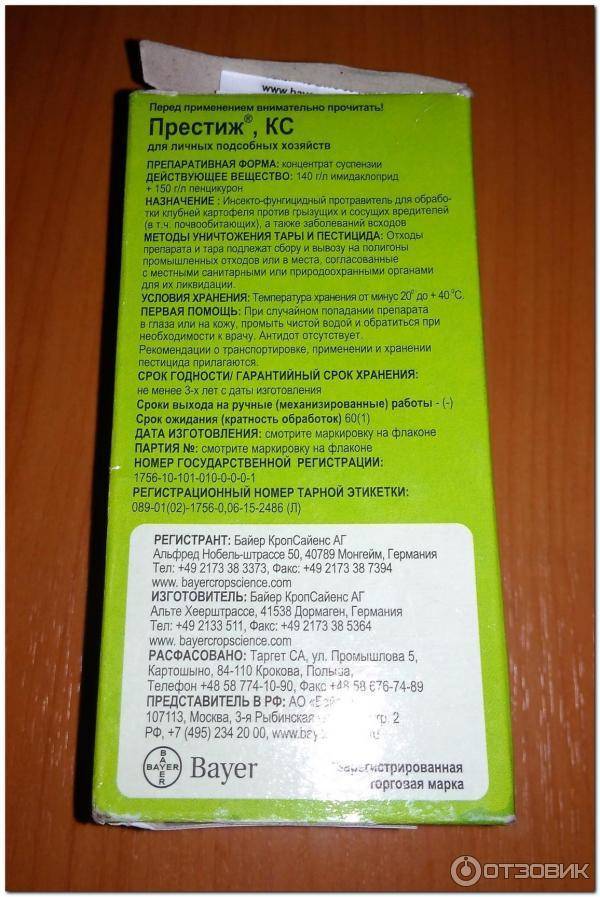 www.bayer
Перед применением внимательно прочитать!
Престиж®, КС
для личных подсобных хозяйств
ПРЕПАРАТИВНАЯ ФОРМА: концентрат суспензии
ДЕЙСТВУЮЩЕЕ ВЕЩЕСТВО: 140 г/л имидаклоприд
+ 150 г/л пенцикурон
НАЗНАЧЕНИЕ : Инсекто-фунгицидный протравитель для обрабо-
тки клубней картофеля против грызущих и сосущих вредителей
(в т.ч. почвообитающих), а также заболеваний всходов
МЕТОДЫ УНИЧТОЖЕНИЯ ТАРЫ И ПЕСТИЦИДА: Отходы
препарата и тара подлежат сбору и вывозу на полигоны
промышленных отходов или в места, согласованные
с местными санитарными или природоохранными органами
для их ликвидации.
УСЛОВИЯ ХРАНЕНИЯ: Температура хранения от минус 20⁰ до + 40 ⁰С.
ПЕРВАЯ ПОМОЩЬ: При случайном попадании препарата
в глаза или на кожу, промыть чистой водой и обратиться при
необходимости к врачу. Антидот отсутствует.
Рекомендации о транспортировке, применении и хранении
пестицида прилагаются.
СРОК ГОДНОСТИ/ ГАРАНТИЙНЫЙ СРОК ХРАНЕНИЯ:
не менее 3-х лет с даты изготовления
Сроки выхода на ручные (механизированные) работы - (-)
Срок ожидания (кратность обработок) 60(1)
ДАТА ИЗГОТОВЛЕНИЯ: смотрите маркировку на флаконе
ПАРТИЯ №: смотрите маркировку на флаконе
НОМЕР ГОСУДАРСТВЕННОЙ РЕГИСТРАЦИИ:
1756-10-101-010-0-0-0-1
РЕГИСТРАЦИОННЫЙ НОМЕР ТАРНОЙ ЭТИКЕТКИ:
089-01(02)-1756-0,06-15-2486 (Л)
РЕГИСТРАНТ: Байер КропСайенс АГ
Альфред Нобель-штрассе 50, 40789 Монгейм, Германия
Тел: +49 2173 38 3373, Факс: +49 2173 38 7394
www. bayercropscience.com
ИЗГОТОВИТЕЛЬ: Байер КропСайенс АГ
Альте Хеерштрассе, 41538 Дормаген, Германия
Тел: +49 2133 511, Факс: +49 2173 38 5364
www. bayercropscience.com
РАСФАСОВАНО: Таргет СА, ул. Промышлова 5,
Картошыно, 84-110 Крокова, Польша,
Телефон +48 58 774-10-90, Факс +48 58 676-74-89
ПРЕДСТАВИТЕЛЬ В РФ: АО
107113, Москва, 3-я Рыбинская стр. 2
РФ, +7 (495) 234 20 00,
BAYER
BAYER
Bayer
зарегистрированная
торговая марка
ОТЗОВИК